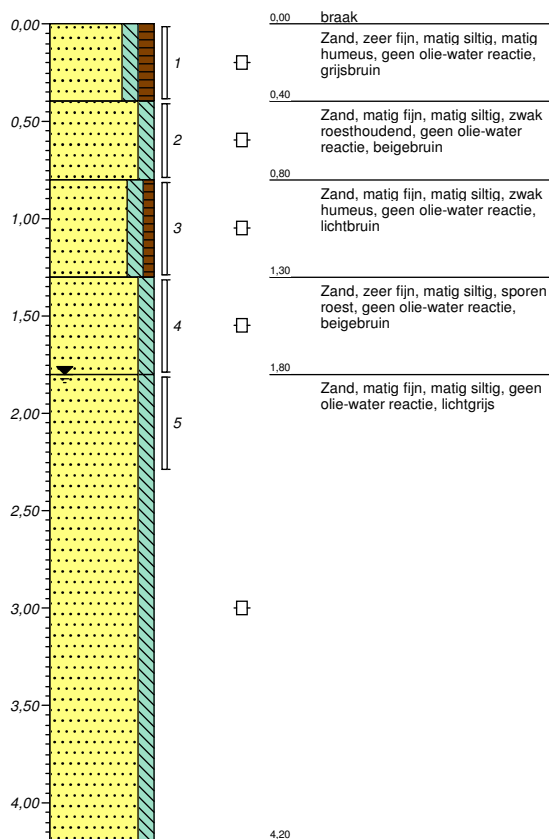 0,00
braak
Zand, zeer fijn, matig siltig, matig
humeus, geen olie-water reactie,
grijsbruin
0,40
Zand, matig fijn, matig siltig, zwak
roesthoudend, geen olie-water
reactie, beigebruin
0,80
Zand, matig fijn, matig siltig, zwak
humeus, geen olie-water reactie,
lichtbruin
1,30
Zand, zeer fijn, matig siltig, sporen
roest, geen olie-water reactie,
beigebruin
1,80
Zand, matig fijn, matig siltig, geen
olie-water reactie, lichtgrijs
4,20
0,00
0,50
1,00
1,50
2,00
2,50
3,00
3,50
4,00
1
2
3
4
5